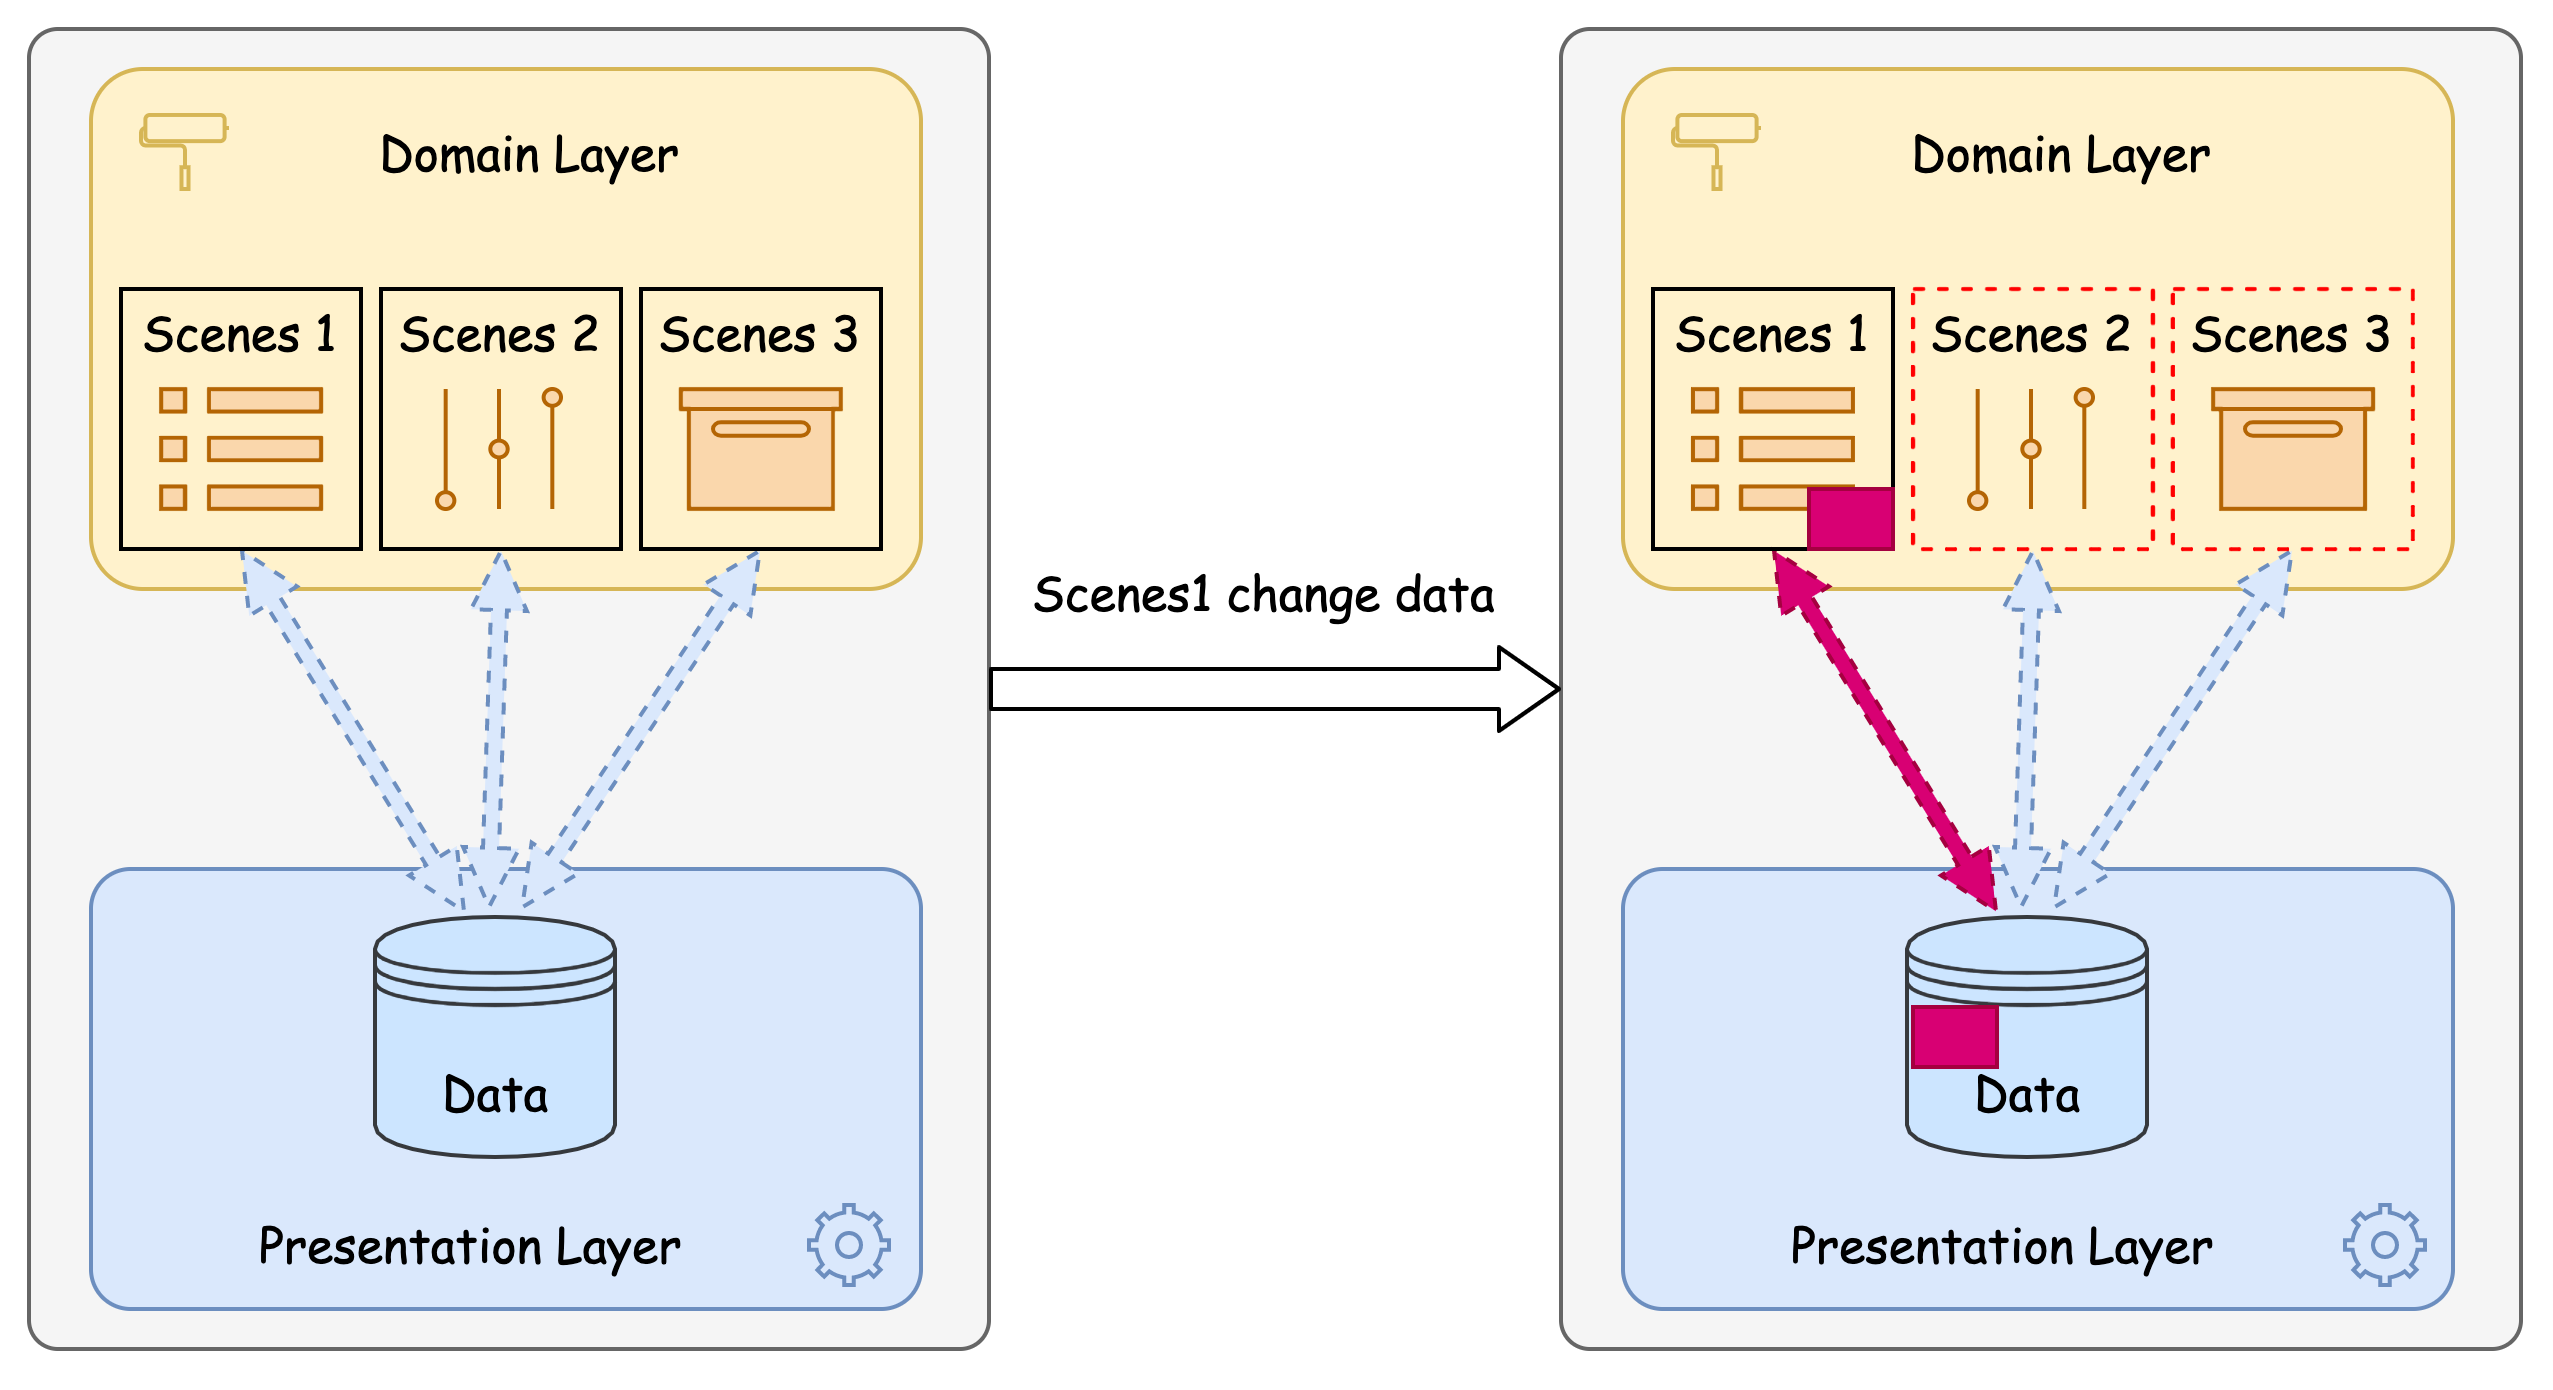 Domain Layer
Scenes 1
Scenes 2
Scenes 3
Data
Presentation Layer
Scenes1 change data
Domain Layer
Scenes 1
Scenes 2
Scenes 3
Data
Presentation Layer